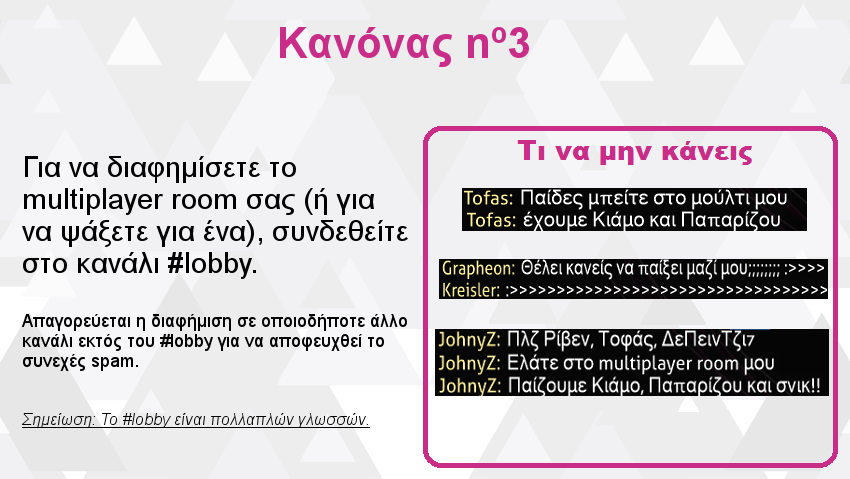 Κανόνας nº3
Για να διαφημίσετε το
multiplayer room σας (ή για
να ψάξετε για ένα), συνδεθείτε
στο κανάλι #lobby.
Απαγορεύεται η διαφήμιση σε οποιοδήποτε άλλο
κανάλι εκτός του #lobby για να αποφευχθεί το
συνεχές spam.
Σημείωση: Το #lobby είναι πολλαπλών γλωσσών.
Τι να μην κάνεις
Tofas: Παίδες μπείτε στο μούλτι μου
Tofas: έχουμε Κιάμο και Παπαρίζου
Grapheon: Θέλει κανείς να παίξει μαζί μου;;;;;;;; :>>>>
Kreisler: :>>>>>>>>>>>>>>>>>>>>>>>>>>>>>>>>>
JohnyZ: Πλζ Ρίβεν, Τοφάς, ΔεΠεινΤζι7
JohnyZ: Ελάτε στο multiplayer room μου
JohnyZ: Παίζουμε Κιάμο, Παπαρίζου και σνικ!!